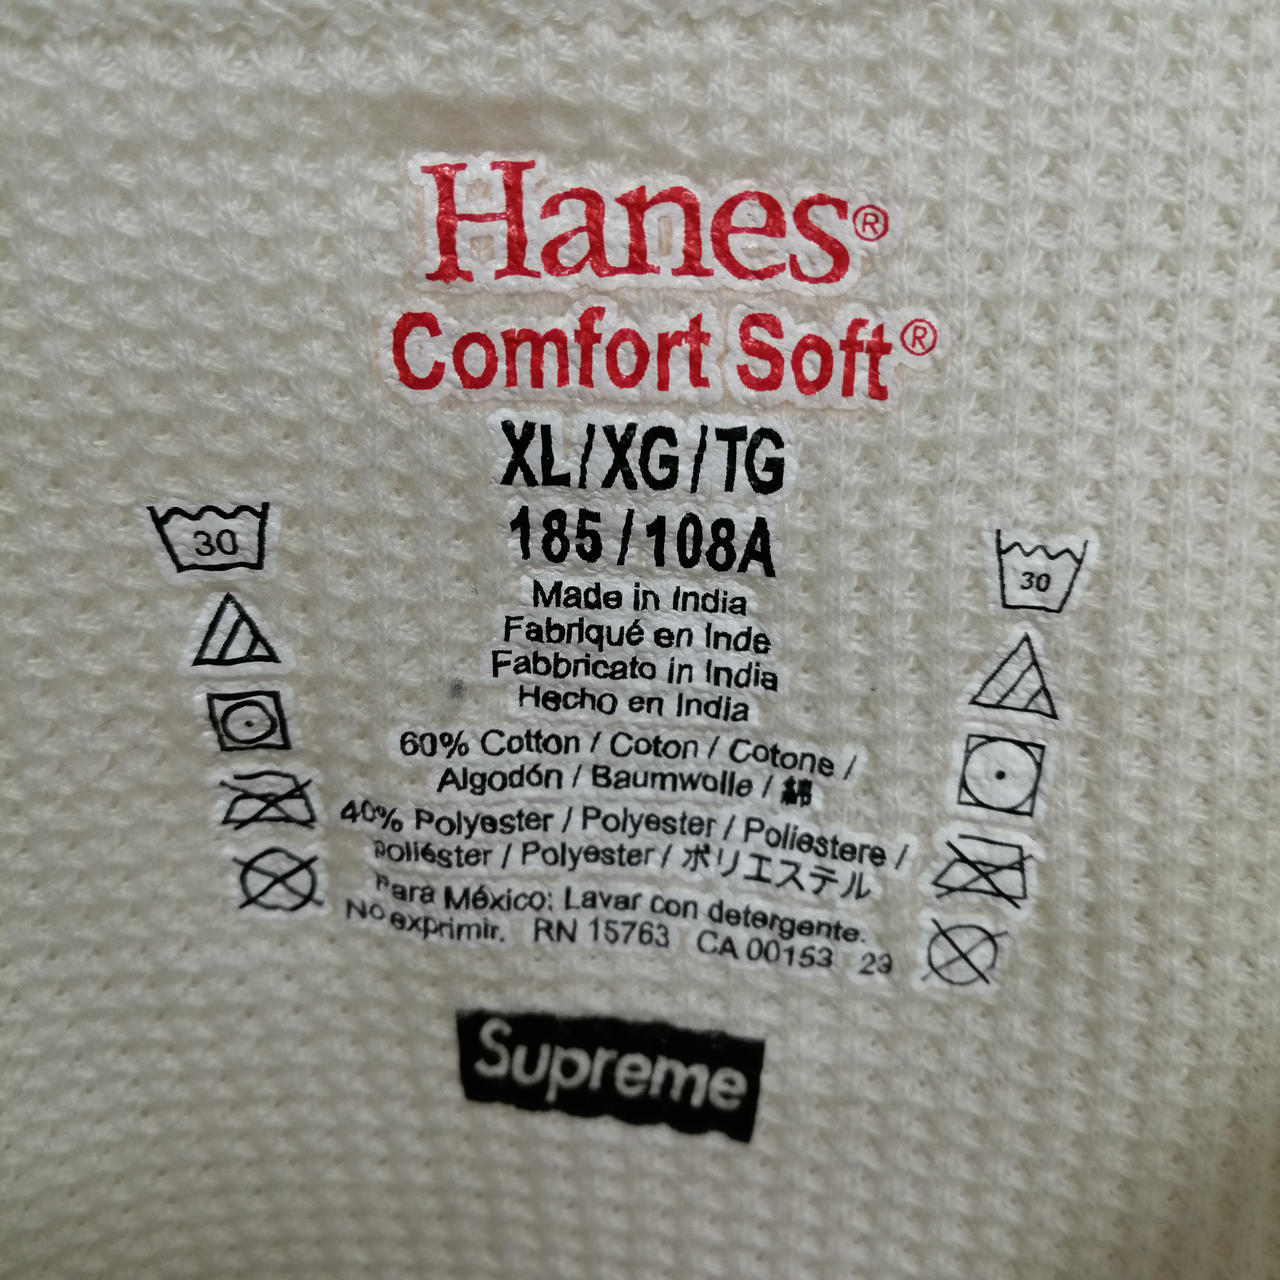 Hanes®
Comfort Soft®
XL/XG/TG
185/108A
Made in India
Fabriqué en Inde
Fabbricato in India
Hecho en India
60% Cotton / Coton / Cotone /
Algodón / Baumwolle / 綿
40% Polyester / Polyester / Poliestere /
Poliéster / Polyester / ポリエステル
Para México: Lavar con detergente.
No exprimir. RN 15763 CA 00153 23
30
30
Supreme